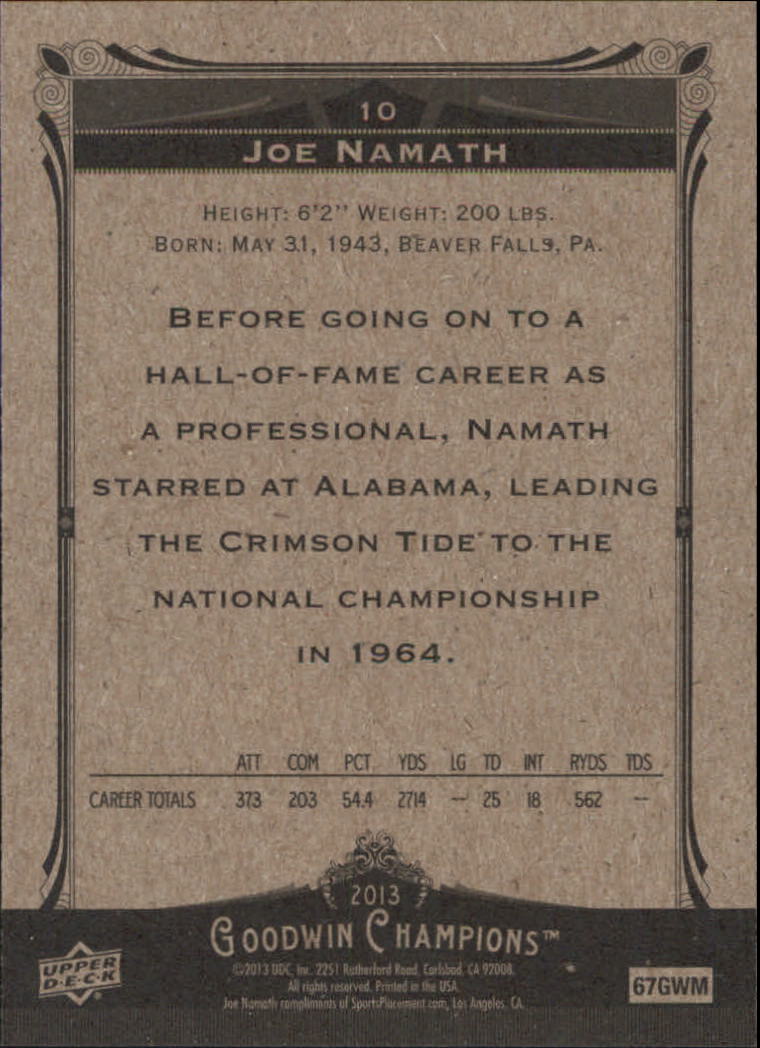 10
JOE NAMATH
HEIGHT: 6'2" WEIGHT: 200 LBS.
BORN: MAY 31, 1943, BEAVER FALLS, PA.
BEFORE GOING ON TO A
HALL-OF-FAME CAREER AS
A PROFESSIONAL, NAMATH
STARRED AT ALABAMA, LEADING
THE CRIMSON TIDE TO THE
NATIONAL CHAMPIONSHIP
IN 1964.
ATT COM PCT YDS LG TD INT RYDS TDS
CAREER TOTALS 373 203 54.4 2714 -- 25 18 562 --
2013
GOODWIN CHAMPIONS™
©2013 UDC, Inc. 2251 Rutherford Road, Carlsbad, CA 92008.
All rights reserved. Printed in the USA.
Joe Namath compliments of SportsPlacement.com, Los Angeles, CA.
UPPER
D·E·C·K
67GWM